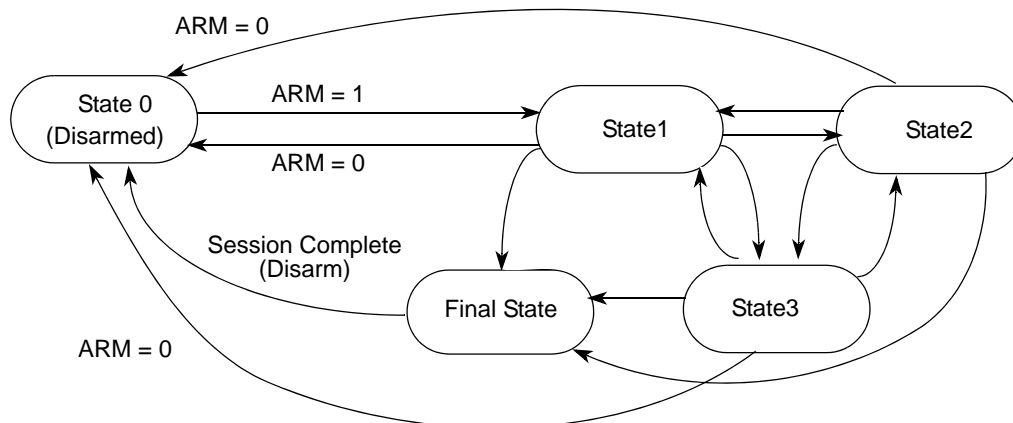 ARM = 0
State 0
(Disarmed)
ARM = 1
ARM = 0
State1
State2
Session Complete
(Disarm)
Final State
State3
ARM = 0